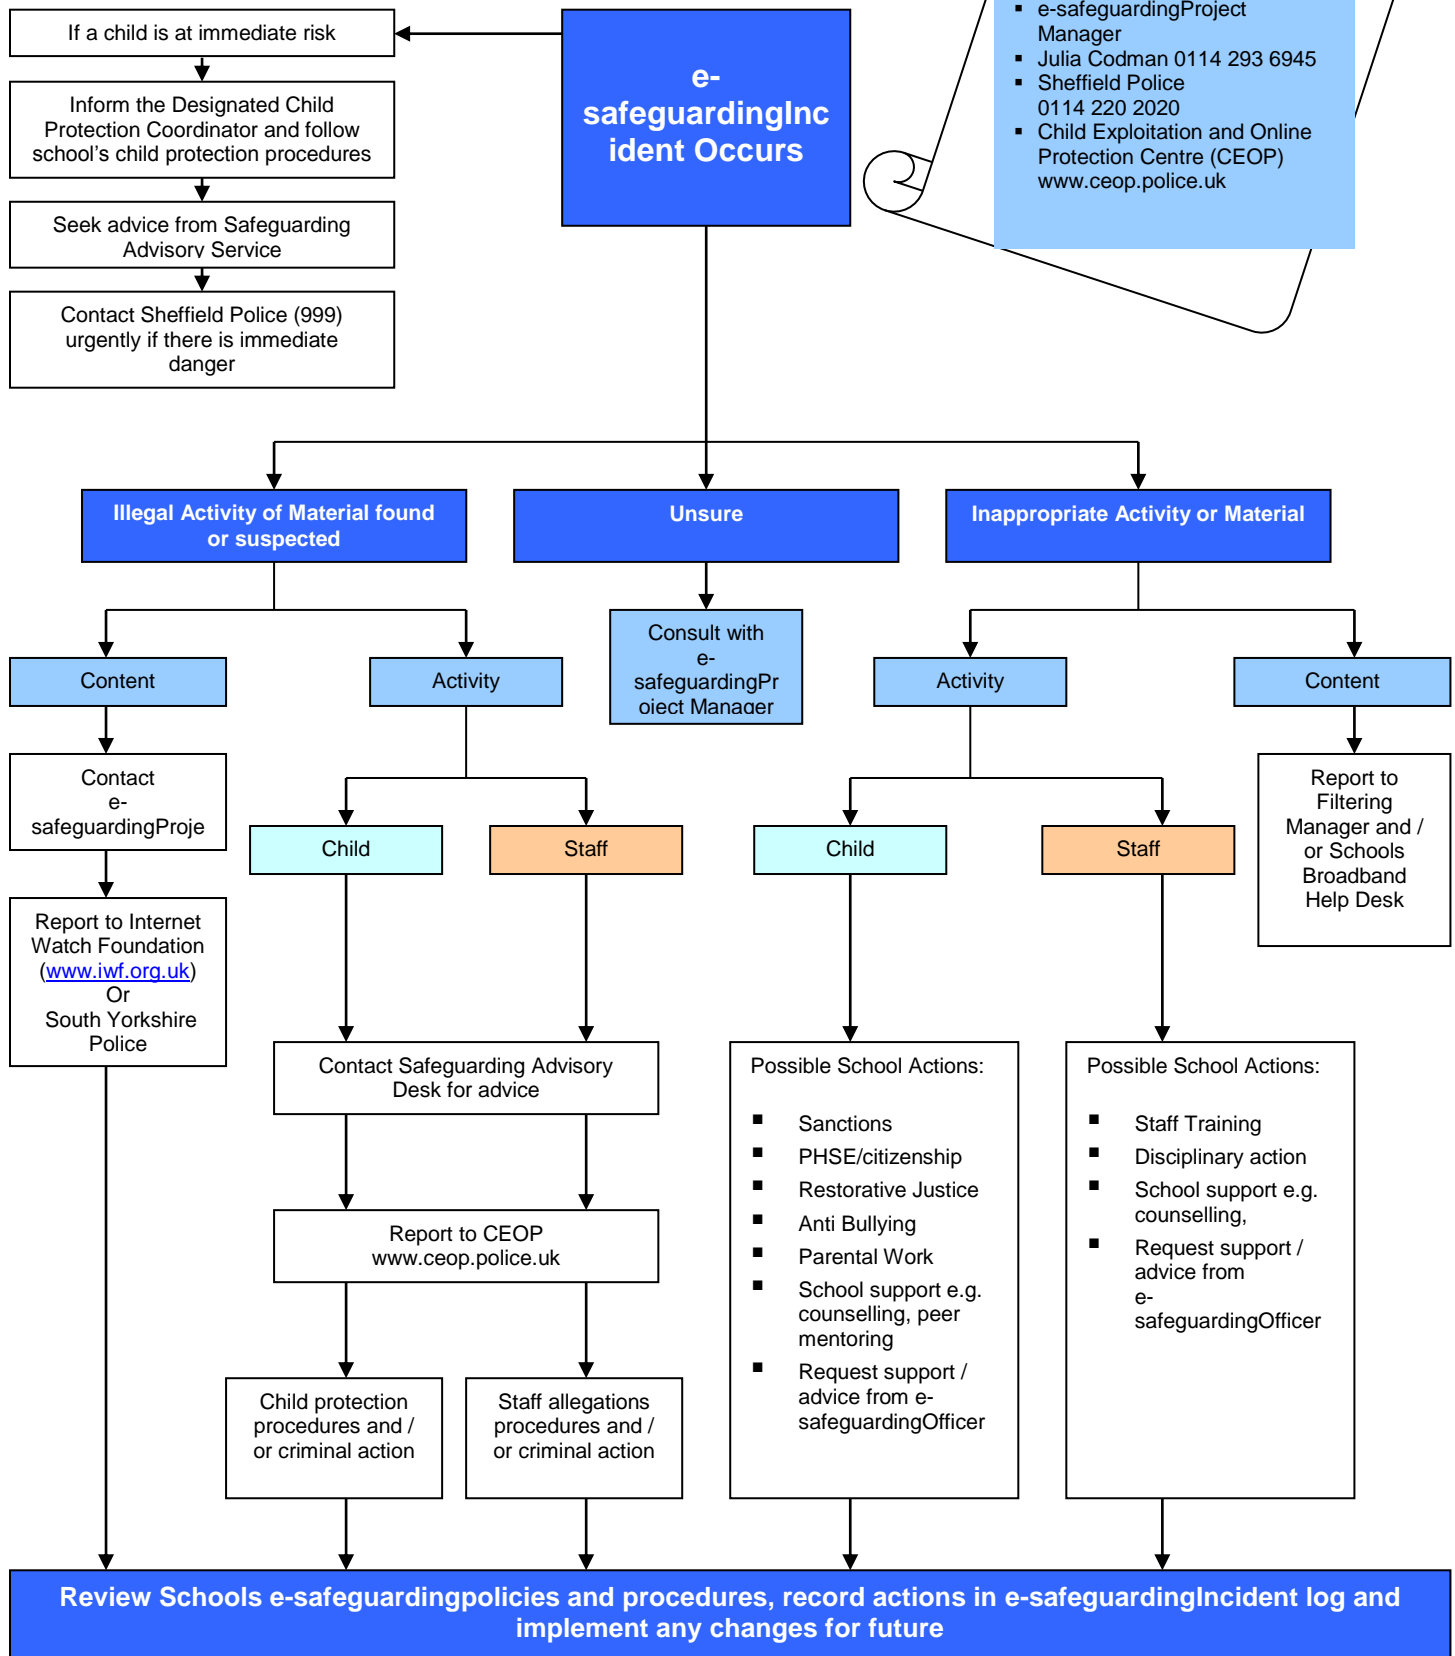 e-safeguardingProject
Manager
Julia Codman 0114 293 6945
Sheffield Police
0114 220 2020
Child Exploitation and Online
Protection Centre (CEOP)
www.ceop.police.uk
If a child is at immediate risk
Inform the Designated Child
Protection Coordinator and follow
school's child protection procedures
Seek advice from Safeguarding
Advisory Service
Contact Sheffield Police (999)
urgently if there is immediate
danger
e-
safeguardingInc
ident Occurs
Illegal Activity of Material found
or suspected
Unsure
Inappropriate Activity or Material
Content
Activity
Consult with
e-
safeguardingPr
oject Manager
Activity
Content
Contact
e-
safeguardingProje
Child
Staff
Child
Staff
Report to
Filtering
Manager and /
or Schools
Broadband
Help Desk
Report to Internet
Watch Foundation
(www.iwf.org.uk)
Or
South Yorkshire
Police
Contact Safeguarding Advisory
Desk for advice
Report to CEOP
www.ceop.police.uk
Child protection
procedures and /
or criminal action
Staff allegations
procedures and /
or criminal action
Possible School Actions:
Sanctions
PHSE/citizenship
Restorative Justice
Anti Bullying
Parental Work
School support e.g.
counselling, peer
mentoring
Request support /
advice from e-
safeguardingOfficer
Possible School Actions:
Staff Training
Disciplinary action
School support e.g.
counselling,
Request support /
advice from
e-
safeguardingOfficer
Review Schools e-safeguardingpolicies and procedures, record actions in e-safeguardingIncident log and
implement any changes for future